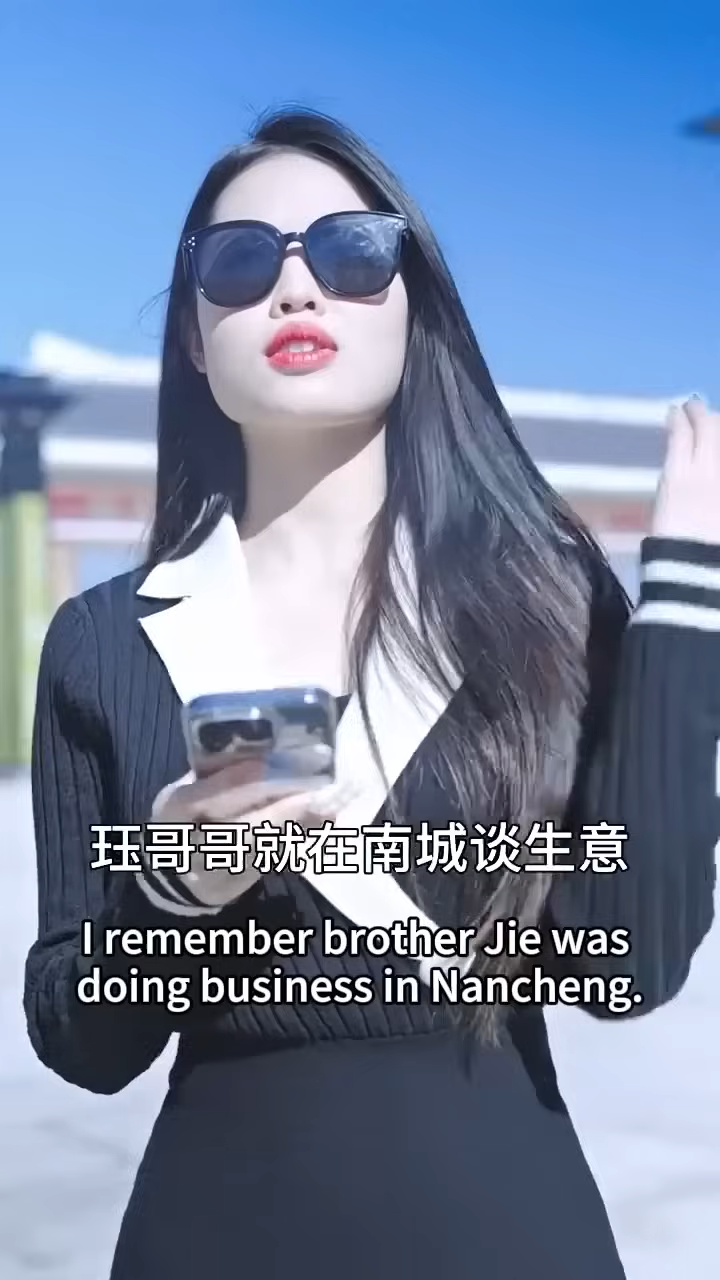 珏哥哥就在南城谈生意
I remember brother Jie was
doing business in Nancheng.